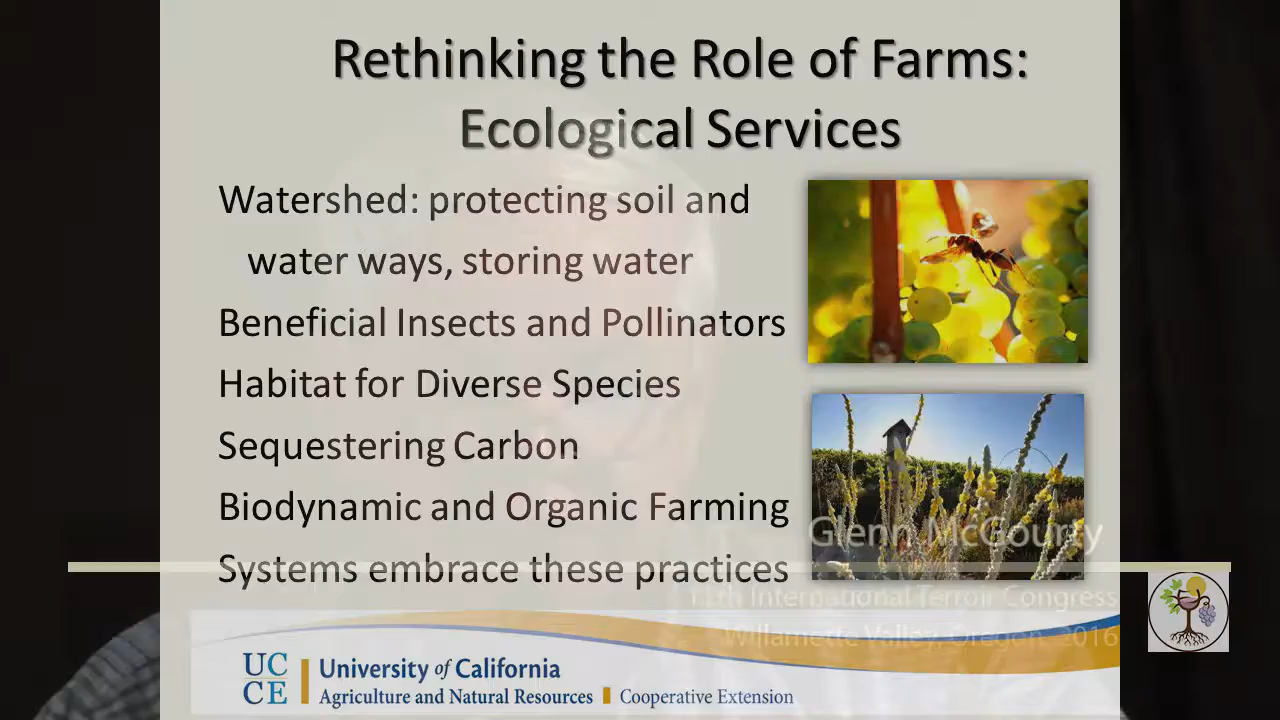 Rethinking the Role of Farms:
Ecological Services
Watershed: protecting soil and
water ways, storing water
Beneficial Insects and Pollinators
Habitat for Diverse Species
Sequestering Carbon
Biodynamic and Organic Farming
Systems embrace these practices
Glenn McGourty
11th International Terroir Congress
Willamette Valley, Oregon, 2016
UC
CE
University of California
Agriculture and Natural Resources
Cooperative Extension